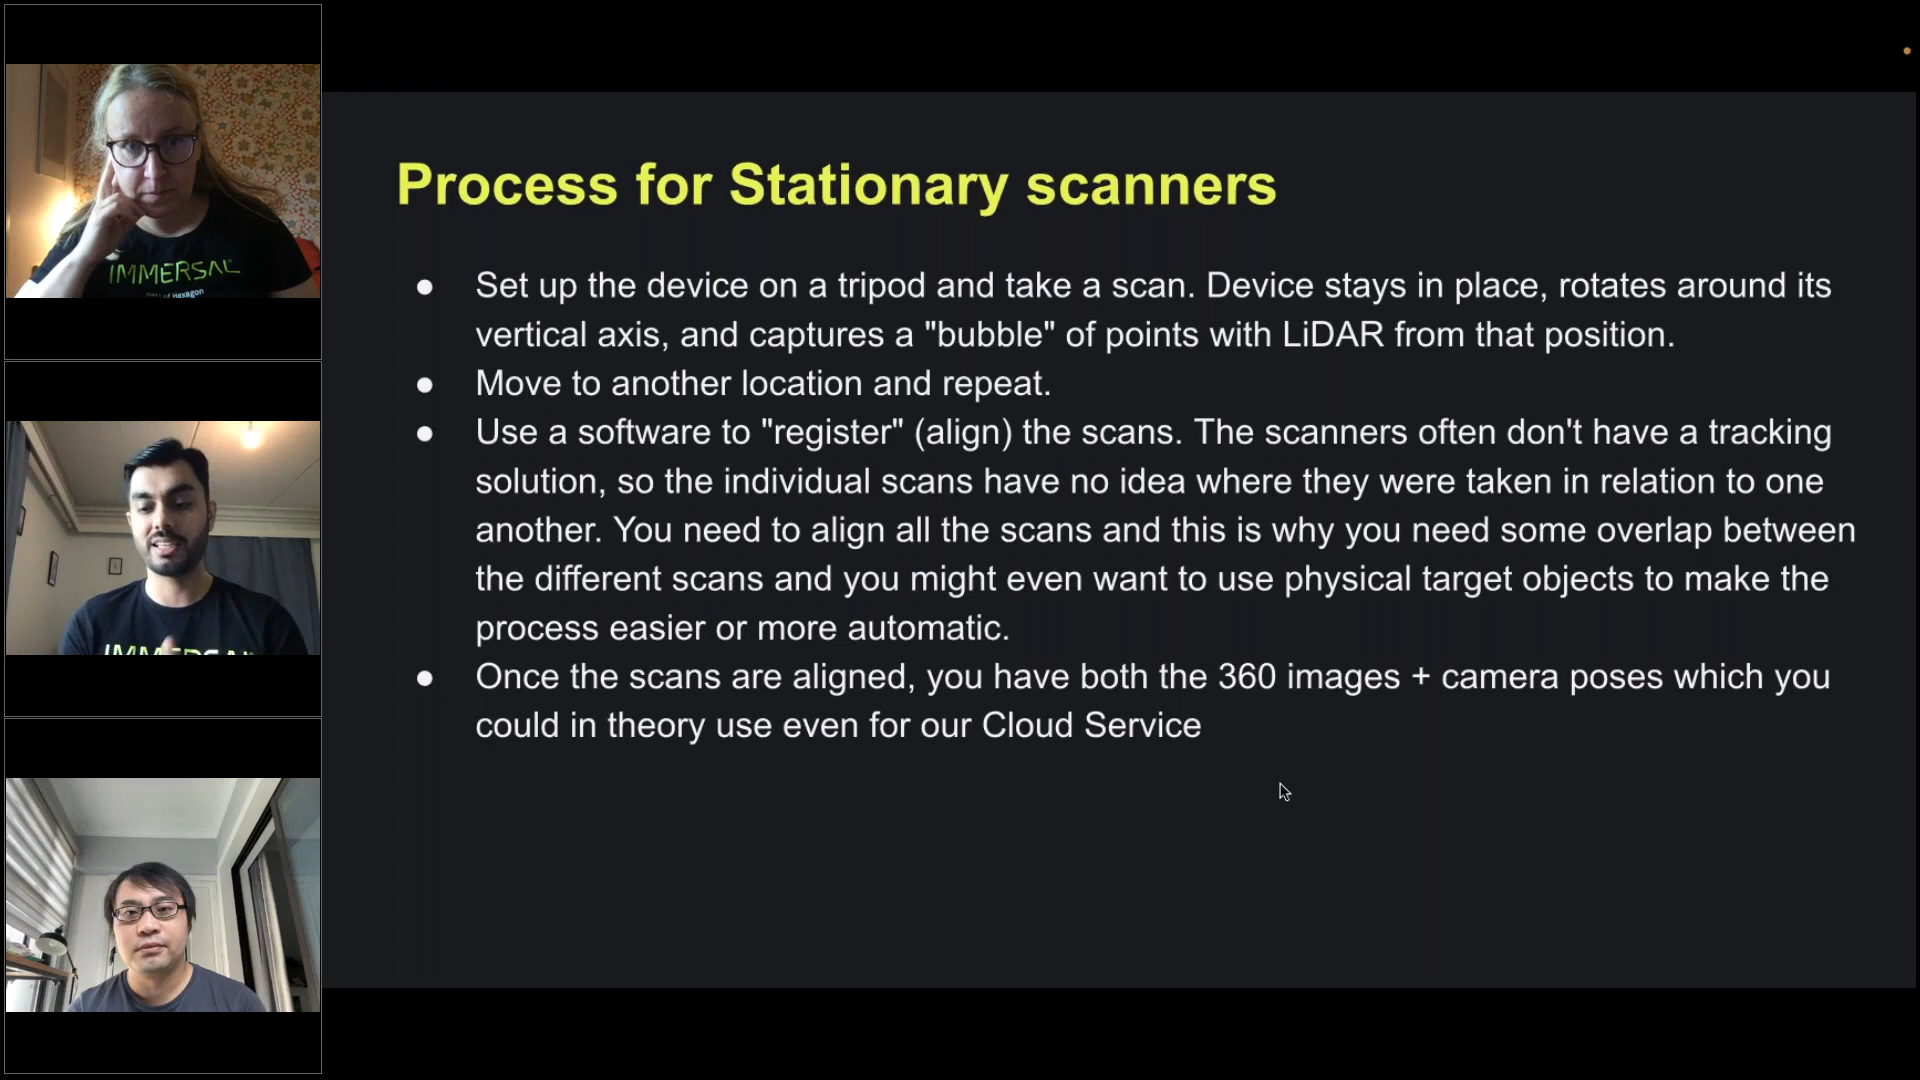 IMMERSAL
part of Hexagon
IMMERSAL
Process for Stationary scanners
● Set up the device on a tripod and take a scan. Device stays in place, rotates around its
vertical axis, and captures a "bubble" of points with LiDAR from that position.
● Move to another location and repeat.
● Use a software to "register" (align) the scans. The scanners often don't have a tracking
solution, so the individual scans have no idea where they were taken in relation to one
another. You need to align all the scans and this is why you need some overlap between
the different scans and you might even want to use physical target objects to make the
process easier or more automatic.
● Once the scans are aligned, you have both the 360 images + camera poses which you
could in theory use even for our Cloud Service